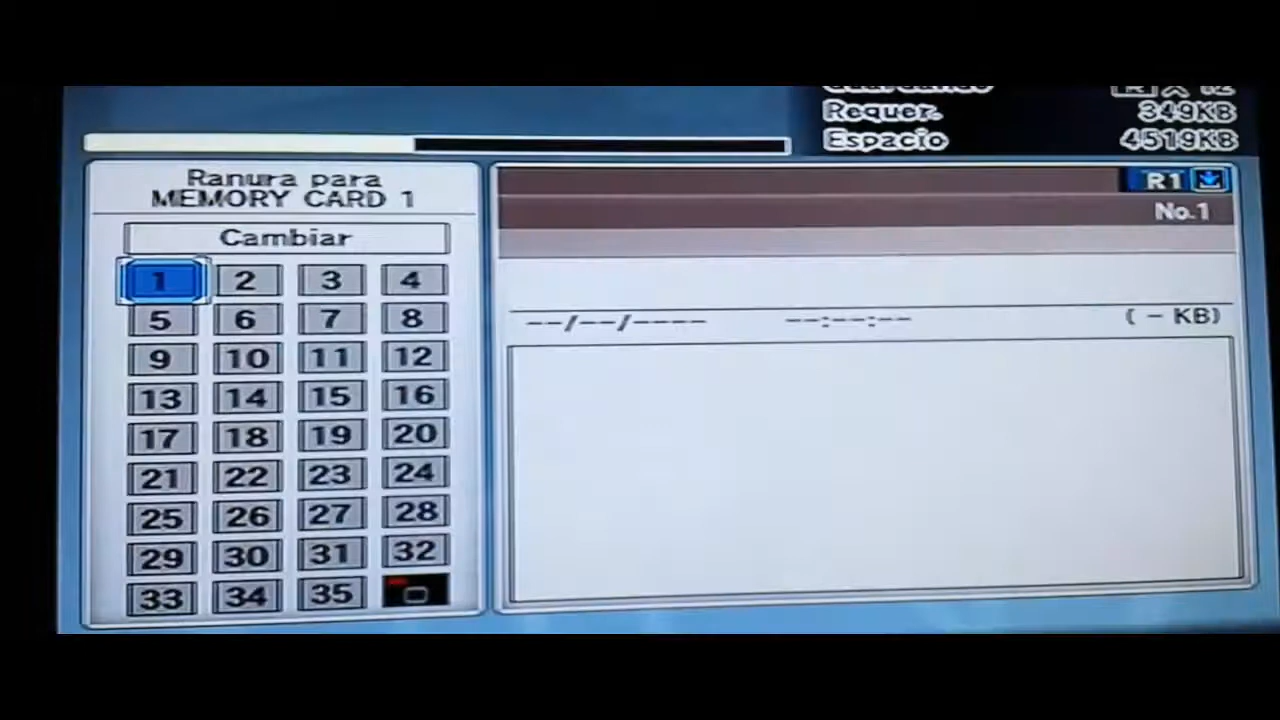 Requer. 349KB
Espacio 4519KB
Ranura para
MEMORY CARD 1
Cambiar
1 2 3 4
5 6 7 8
9 10 11 12
13 14 15 16
17 18 19 20
21 22 23 24
25 26 27 28
29 30 31 32
33 34 35
R1
No.1
--/--/---- --:--:-- ( - KB)